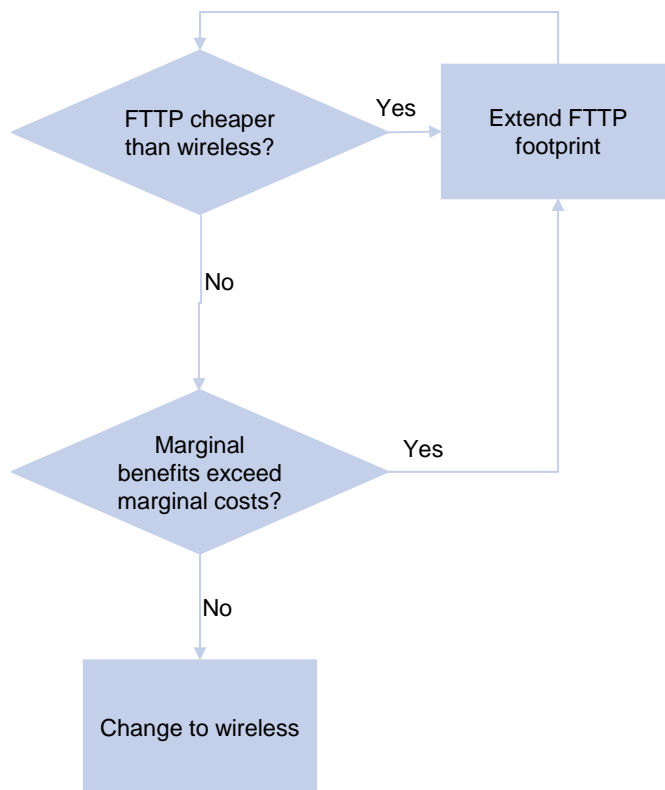 FTTP cheaper
than wireless?
Yes
Extend FTTP
footprint
No
Marginal
benefits exceed
marginal costs?
Yes
No
Change to wireless